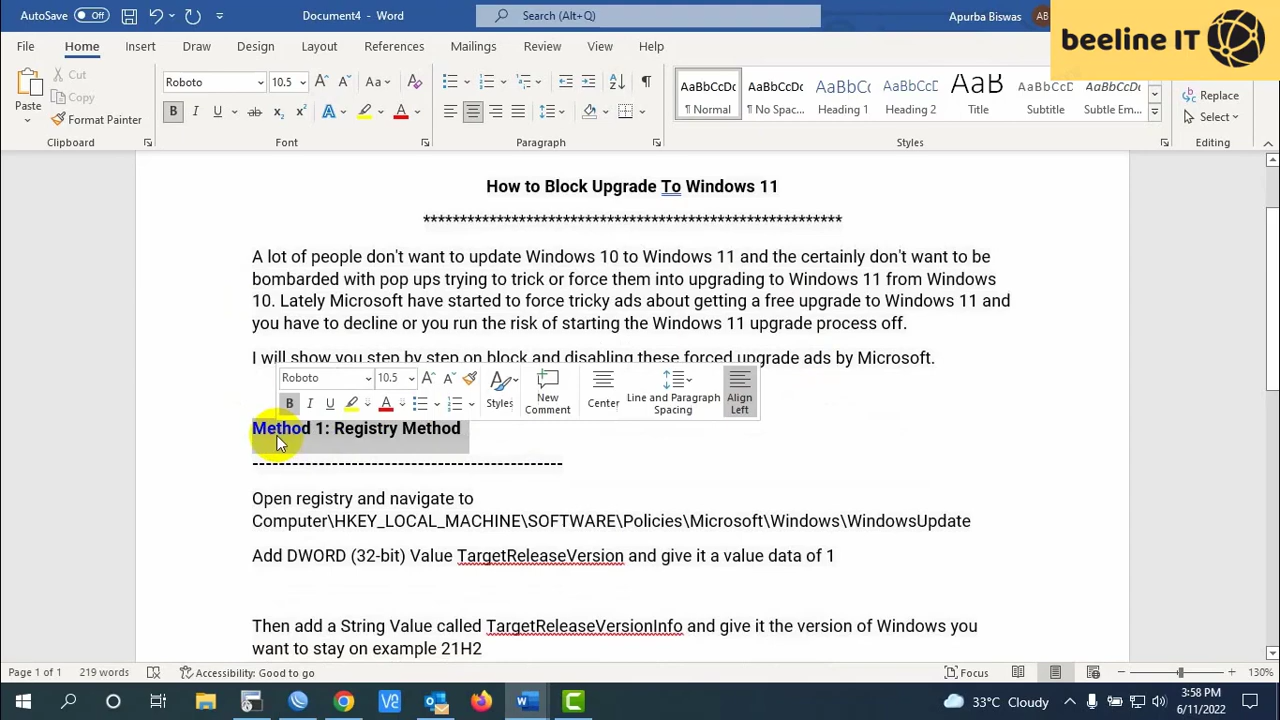 AutoSave Off Document4 - Word Search (Alt+Q) Apurba Biswas AB
beeline IT
File Home Insert Draw Design Layout References Mailings Review View Help
Paste Cut Copy Format Painter
Roboto 10.5
AaBbCcDc AaBbCcDc AaBbC AaBbCcD AaB AaBbCcD AaBbCcDc
¶ Normal ¶ No Spac... Heading 1 Heading 2 Title Subtitle Subtle Em...
Replace
Select
Clipboard Font Paragraph Styles Editing
How to Block Upgrade To Windows 11
*********************************************************
A lot of people don't want to update Windows 10 to Windows 11 and the certainly don't want to be
bombarded with pop ups trying to trick or force them into upgrading to Windows 11 from Windows
10. Lately Microsoft have started to force tricky ads about getting a free upgrade to Windows 11 and
you have to decline or you run the risk of starting the Windows 11 upgrade process off.
I will show you step by step on block and disabling these forced upgrade ads by Microsoft.
Roboto 10.5
Styles New Comment Center Line and Paragraph Spacing Align Left
Method 1: Registry Method
-----------------------------------------------
Open registry and navigate to
Computer\HKEY_LOCAL_MACHINE\SOFTWARE\Policies\Microsoft\Windows\WindowsUpdate
Add DWORD (32-bit) Value TargetReleaseVersion and give it a value data of 1
Then add a String Value called TargetReleaseVersionInfo and give it the version of Windows you
want to stay on example 21H2
Page 1 of 1 219 words Accessibility: Good to go Focus 130%
33°C Cloudy 3:58 PM
6/11/2022